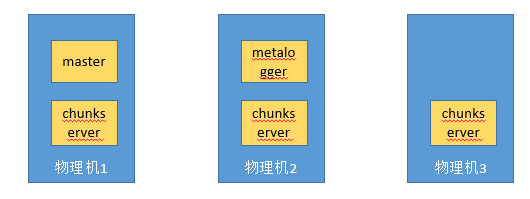 master
metalo
gger
chunks
erver
chunks
erver
chunks
erver
物理机1
物理机2
物理机3